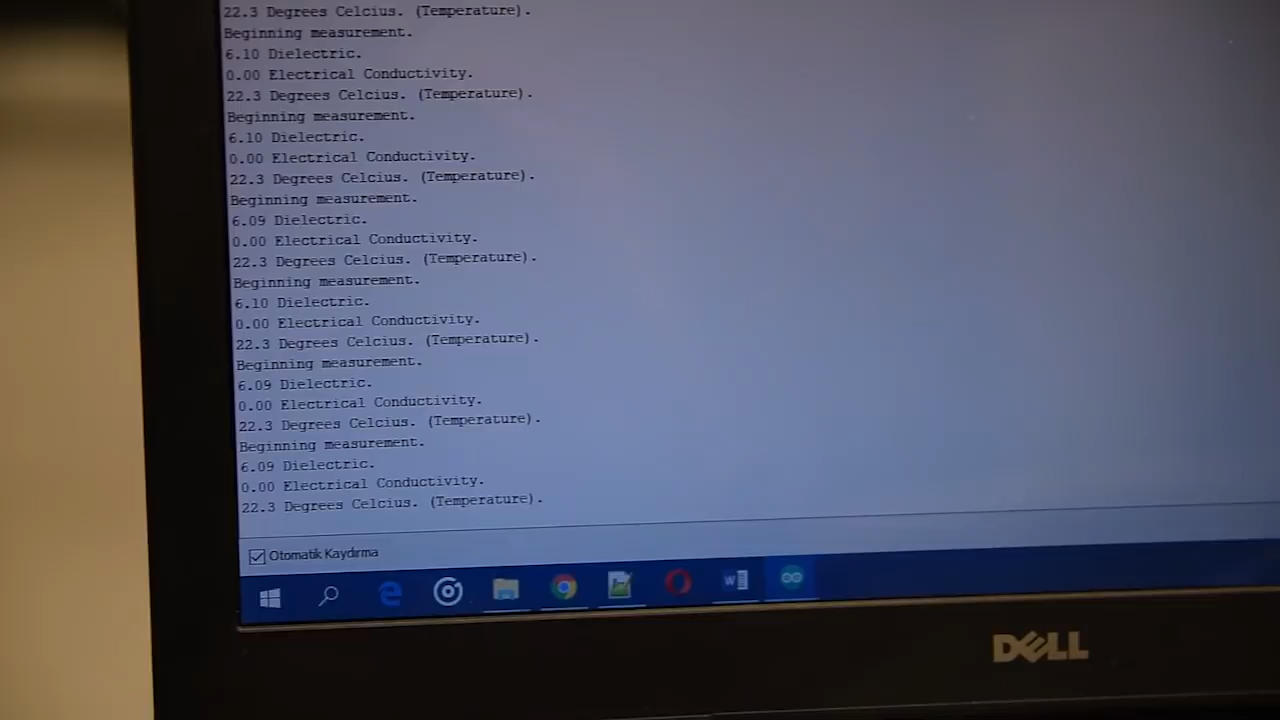 22.3 Degrees Celcius. (Temperature).
Beginning measurement.
6.10 Dielectric.
0.00 Electrical Conductivity.
22.3 Degrees Celcius. (Temperature).
Beginning measurement.
6.10 Dielectric.
0.00 Electrical Conductivity.
22.3 Degrees Celcius. (Temperature).
Beginning measurement.
6.09 Dielectric.
0.00 Electrical Conductivity.
22.3 Degrees Celcius. (Temperature).
Beginning measurement.
6.10 Dielectric.
0.00 Electrical Conductivity.
22.3 Degrees Celcius. (Temperature).
Beginning measurement.
6.09 Dielectric.
0.00 Electrical Conductivity.
22.3 Degrees Celcius. (Temperature).
Beginning measurement.
6.09 Dielectric.
0.00 Electrical Conductivity.
22.3 Degrees Celcius. (Temperature).
Otomatik Kaydırma
DELL